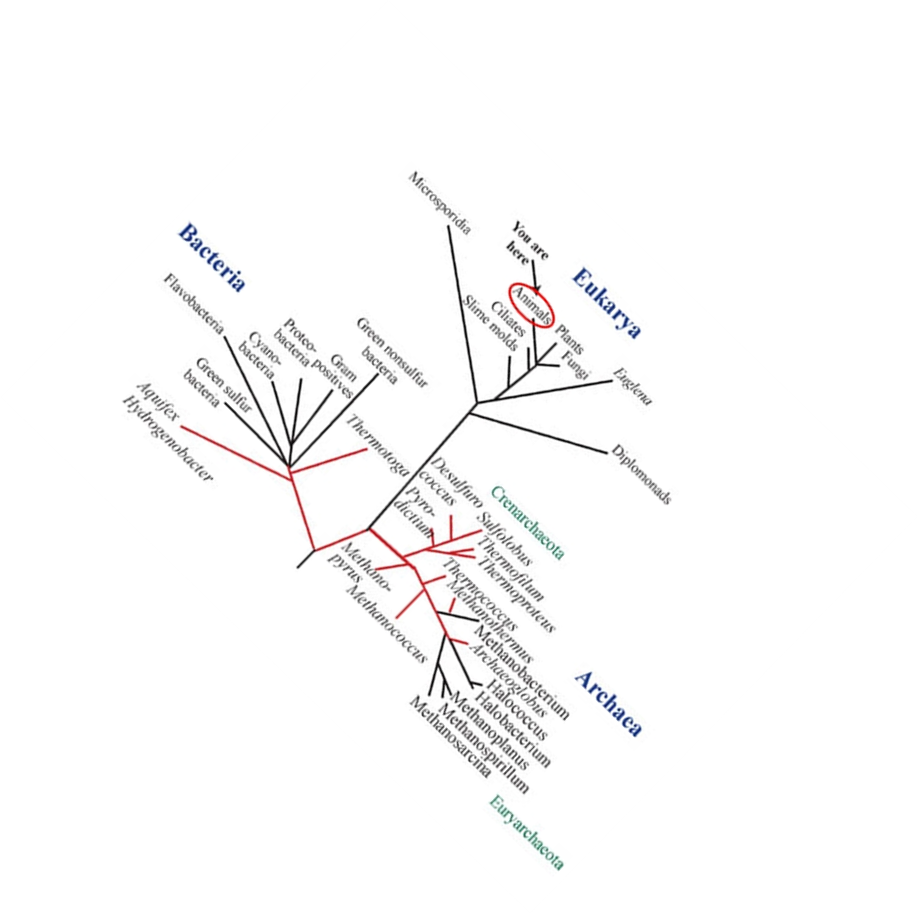 Bacteria
Flavobacteria
Cyano-
bacteria
Proteo-
bacteria
Gram
positives
Green nonsulfur
bacteria
Green sulfur
bacteria
Aquifex
Hydrogenobacter
Thermotoga
Eukarya
Microsporidia
You are
here
Animals
Slime molds
Ciliates
Plants
Fungi
Euglena
Diplomonads
Archaea
Crenarchaeota
Desulfuro
coccus
Pyro-
dictium
Sulfolobus
Thermofilum
Thermoproteus
Methano-
pyrus
Thermococcus
Methanothermus
Methanococcus
Methanobacterium
Archaeoglobus
Halococcus
Halobacterium
Methanoplanus
Methanospirillum
Methanosarcina
Euryarchaeota